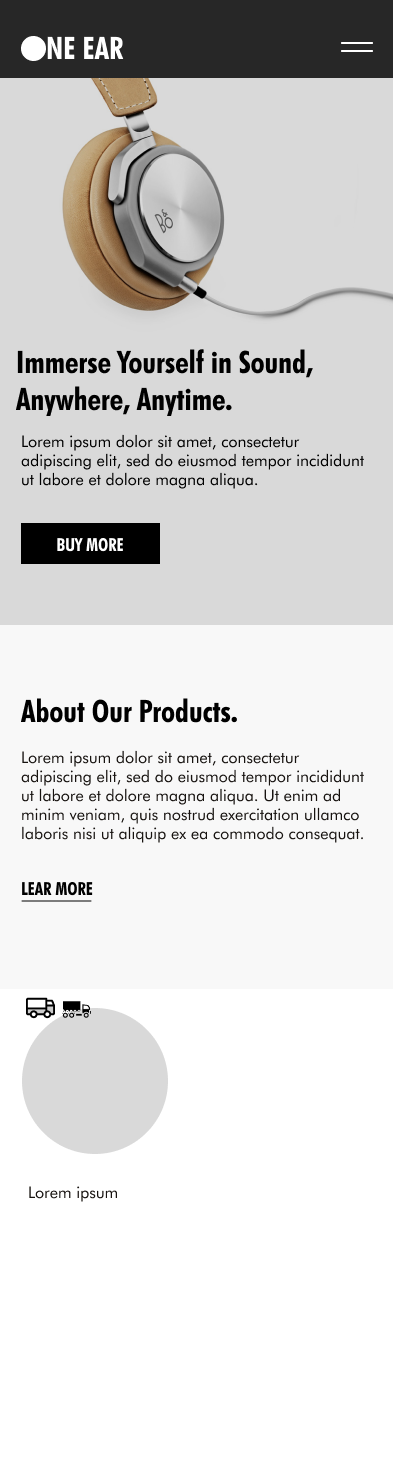 ONE EAR
B&O
Immerse Yourself in Sound,
Anywhere, Anytime.
Lorem ipsum dolor sit amet, consectetur
adipiscing elit, sed do eiusmod tempor incididunt
ut labore et dolore magna aliqua.
BUY MORE
About Our Products.
Lorem ipsum dolor sit amet, consectetur
adipiscing elit, sed do eiusmod tempor incididunt
ut labore et dolore magna aliqua. Ut enim ad
minim veniam, quis nostrud exercitation ullamco
laboris nisi ut aliquip ex ea commodo consequat.
LEAR MORE
Lorem ipsum